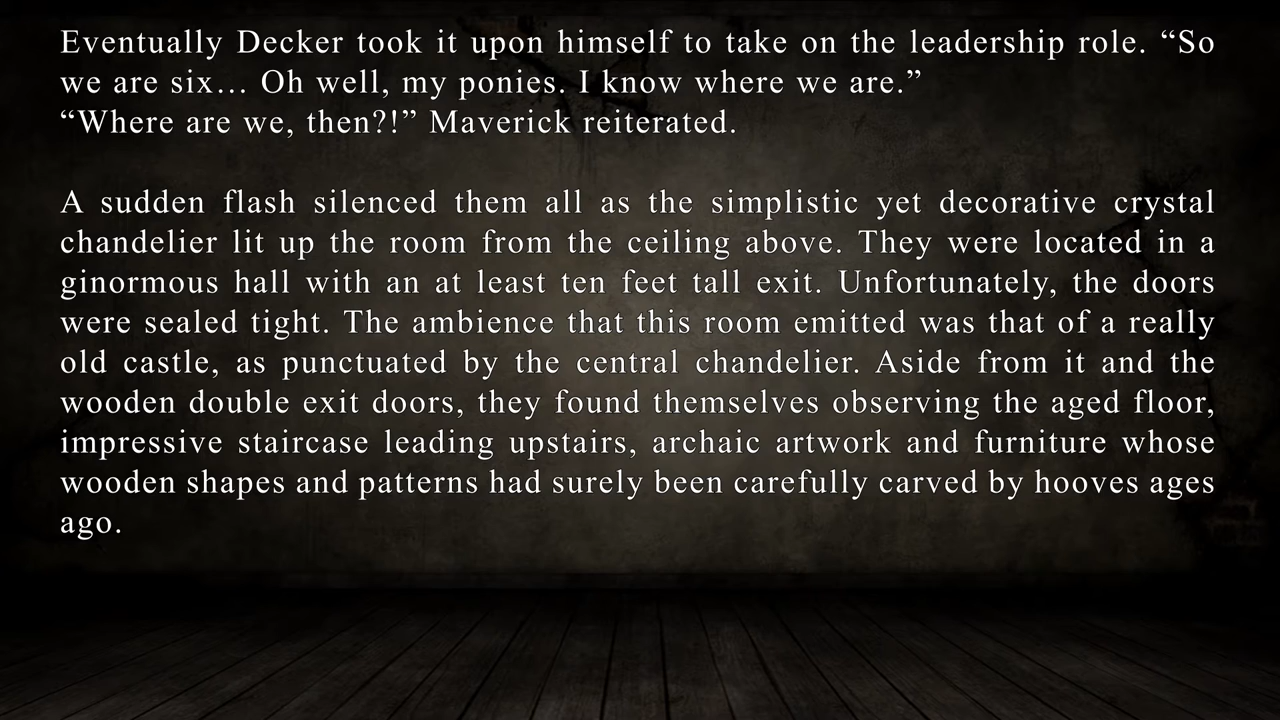 Eventually Decker took it upon himself to take on the leadership role. “So
we are six… Oh well, my ponies. I know where we are.”
“Where are we, then?!” Maverick reiterated.
A sudden flash silenced them all as the simplistic yet decorative crystal
chandelier lit up the room from the ceiling above. They were located in a
ginormous hall with an at least ten feet tall exit. Unfortunately, the doors
were sealed tight. The ambience that this room emitted was that of a really
old castle, as punctuated by the central chandelier. Aside from it and the
wooden double exit doors, they found themselves observing the aged floor,
impressive staircase leading upstairs, archaic artwork and furniture whose
wooden shapes and patterns had surely been carefully carved by hooves ages
ago.